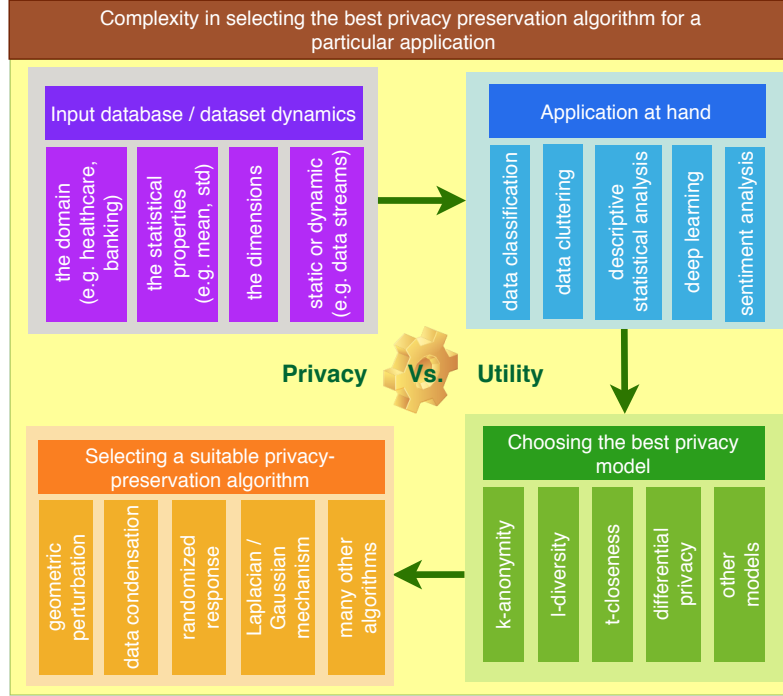 Complexity in selecting the best privacy preservation algorithm for a
particular application
Input database / dataset dynamics
the domain
(e.g. healthcare,
banking)
the statistical
properties
(e.g. mean, std)
the dimensions
static or dynamic
(e.g. data streams)
Application at hand
data classification
data cluttering
descriptive
statistical analysis
deep learning
sentiment analysis
Privacy
Vs.
Utility
Selecting a suitable privacy-
preservation algorithm
geometric
perturbation
data condensation
randomized
response
Laplacian /
Gaussian
mechanism
many other
algorithms
Choosing the best privacy
model
k-anonymity
l-diversity
t-closeness
differential
privacy
other
models